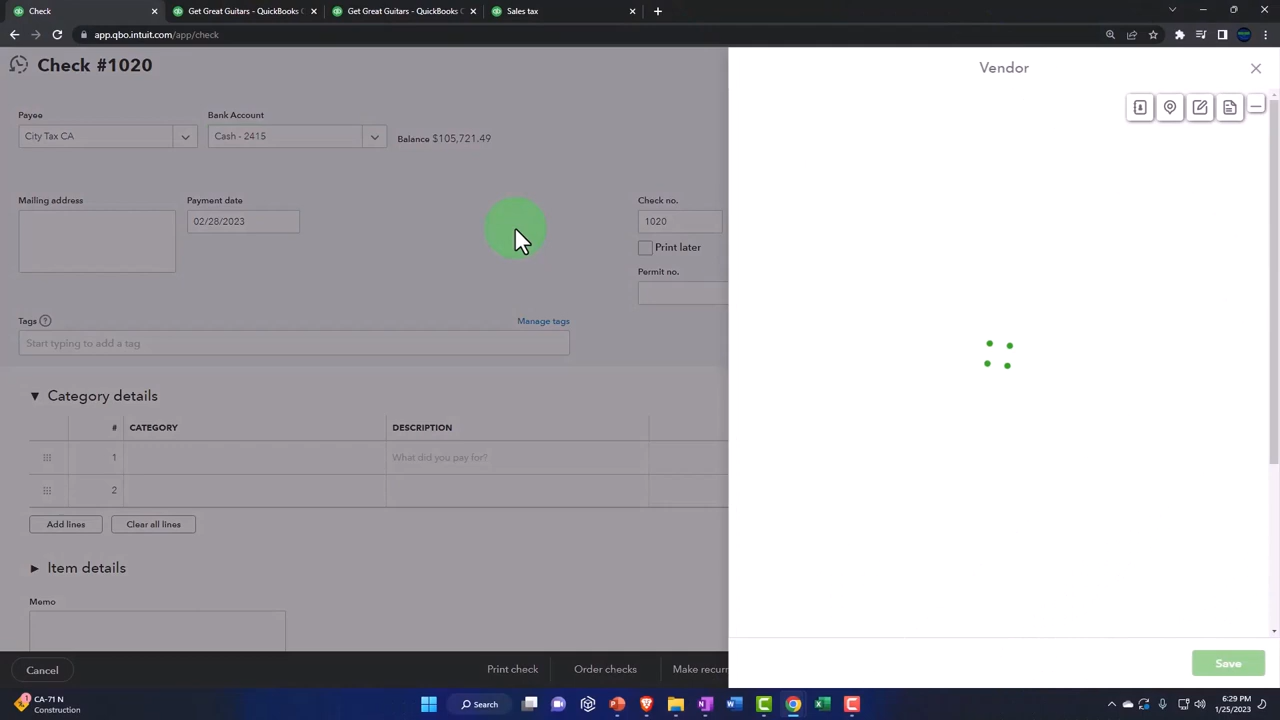 Check
Get Great Guitars - QuickBooks C
Get Great Guitars - QuickBooks C
Sales tax
app.qbo.intuit.com/app/check
Check #1020
Vendor
Payee
Bank Account
City Tax CA
Cash - 2415
Balance $105,721.49
Mailing address
Payment date
Check no.
02/28/2023
1020
Print later
Permit no.
Tags
Manage tags
Start typing to add a tag
Category details
# CATEGORY DESCRIPTION
1 What did you pay for?
2
Add lines
Clear all lines
Item details
Memo
Cancel
Print check
Order checks
Make recurr
Save
CA-71 N
Construction
Search
6:29 PM
1/25/2023